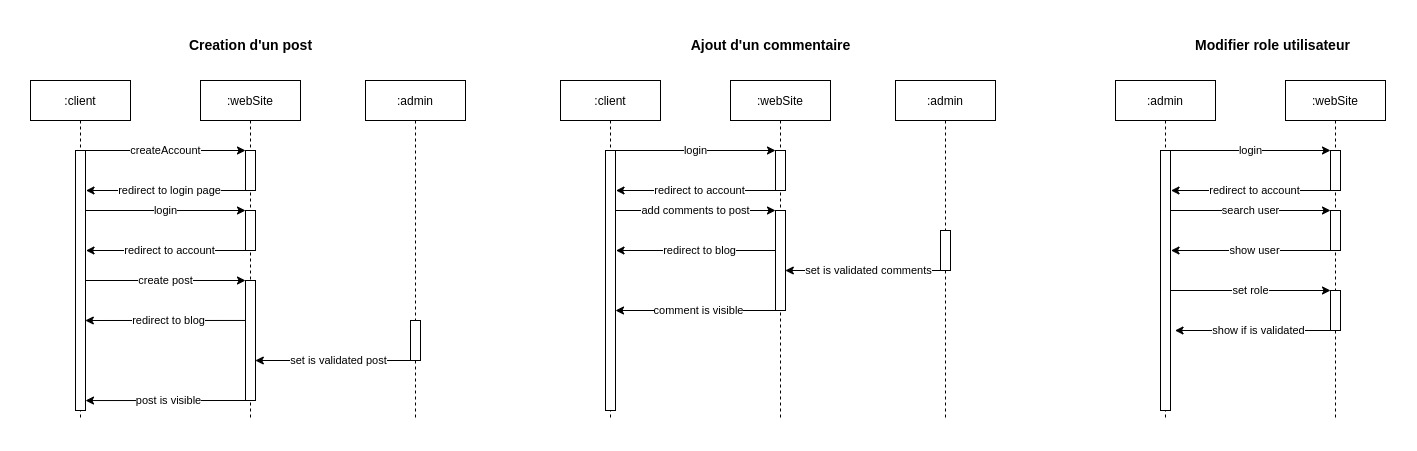 Creation d'un post
:client
:webSite
:admin
createAccount
redirect to login page
login
redirect to account
create post
redirect to blog
set is validated post
post is visible
Ajout d'un commentaire
:client
:webSite
:admin
login
redirect to account
add comments to post
redirect to blog
set is validated comments
comment is visible
Modifier role utilisateur
:admin
:webSite
login
redirect to account
search user
show user
set role
show if is validated